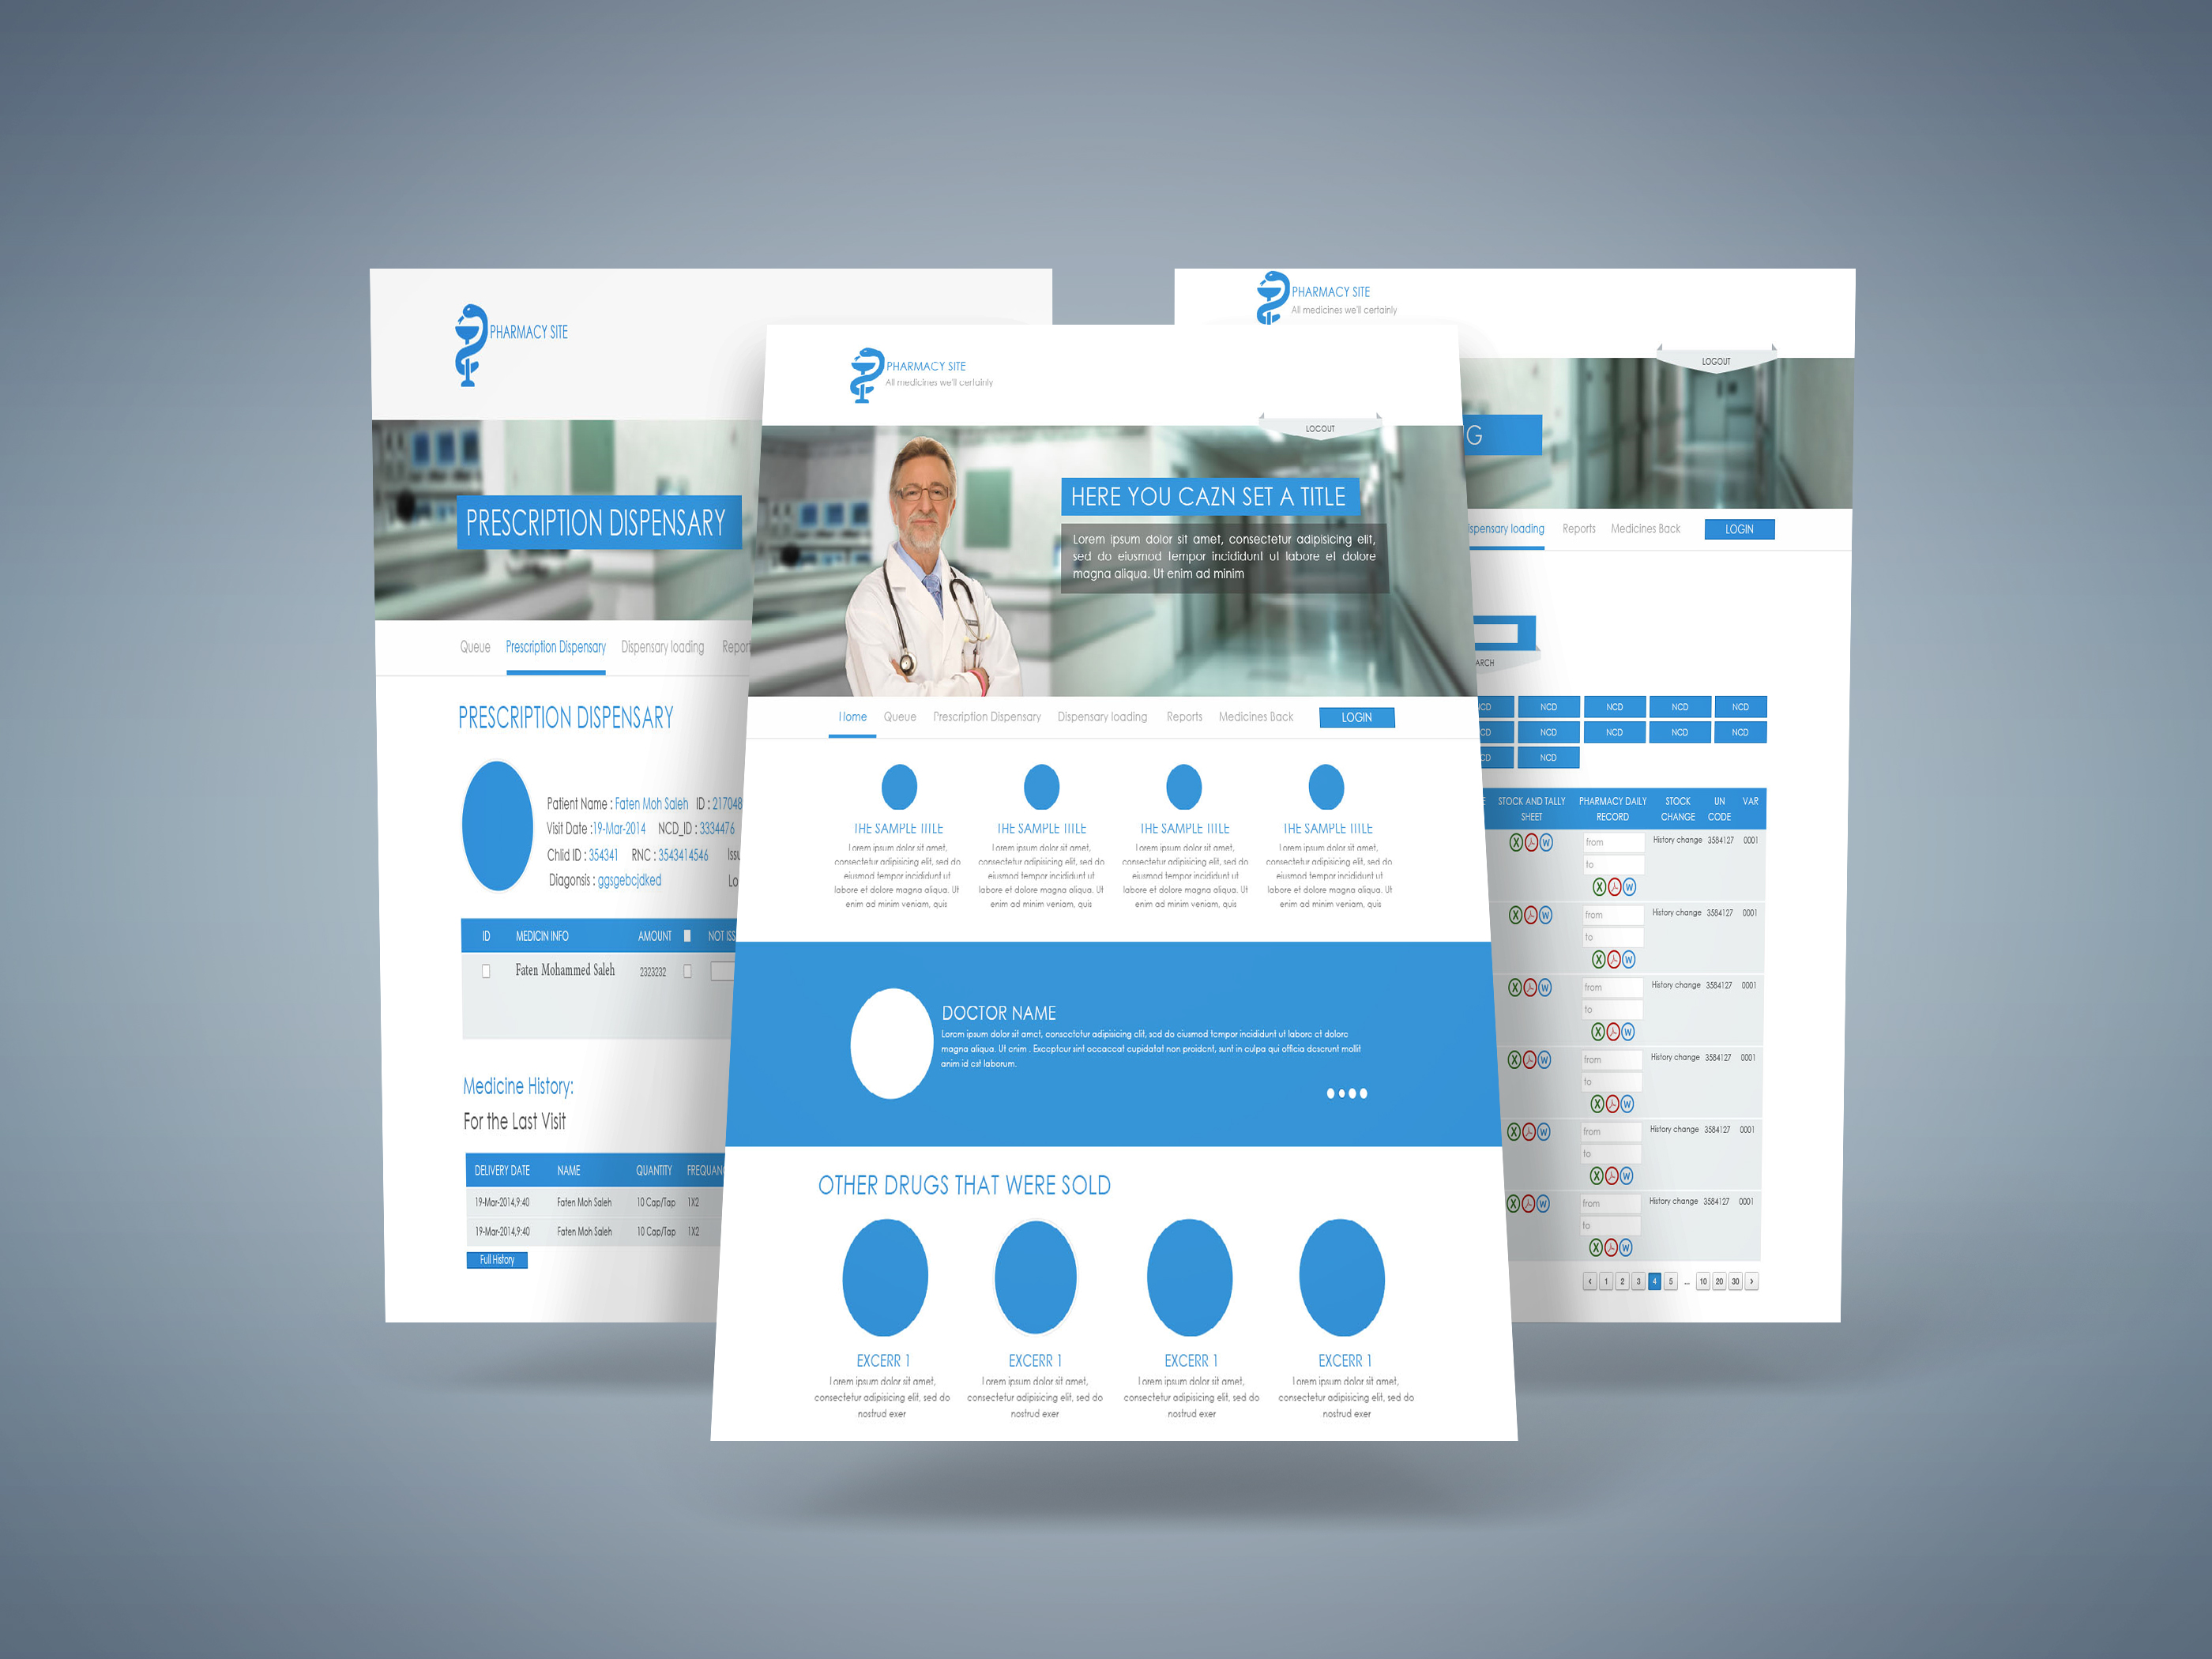 PHARMACY SITE
PRESCRIPTION DISPENSARY
Queue Prescription Dispensary Dispensary loading
PRESCRIPTION DISPENSARY
Patient Name : Faten Moh Saleh ID : 217048
Visit Date :19-Mar-2014 NCD_ID : 3334476
Chlid ID : 354341 RNC : 3543414546
Diagonsis : ggsgebcjdked
ID MEDICIN INFO AMOUNT NOT ISS
Faten Mohammed Saleh 2323232
Medicine History:
For the Last Visit
DELIVERY DATE NAME QUANTITY FREQUAN
19-Mar-2014,9:40 Faten Moh Saleh 10 Cap/Tap 1X2
19-Mar-2014,9:40 Faten Moh Saleh 10 Cap/Tap 1X2
Full History
PHARMACY SITE
All medicines we'll certainly
LOCOUT
HERE YOU CAZN SET A TITLE
Lorem ipsum dolor sit amet, consectetur adipisicing elit,
sed do eiusmod tempor incididunt ut labore et dolore
magna aliqua. Ut enim ad minim
Home Queue Prescription Dispensary Dispensary loading Reports Medicines Back LOGIN
THE SAMPLE TITLE THE SAMPLE TITLE THE SAMPLE TITLE THE SAMPLE TITLE
Lorem ipsum dolor sit amet, Lorem ipsum dolor sit amet, Lorem ipsum dolor sit amet, Lorem ipsum dolor sit amet,
consectetur adipisicing elit, sed do consectetur adipisicing elit, sed do consectetur adipisicing elit, sed do consectetur adipisicing elit, sed do
eiusmod tempor incididunt ut eiusmod tempor incididunt ut eiusmod tempor incididunt ut eiusmod tempor incididunt ut
labore et dolore magna aliqua. Ut labore et dolore magna aliqua. Ut labore et dolore magna aliqua. Ut labore et dolore magna aliqua. Ut
enim ad minim veniam, quis enim ad minim veniam, quis enim ad minim veniam, quis enim ad minim veniam, quis
DOCTOR NAME
Lorem ipsum dolor sit amet, consectetur adipisicing elit, sed do eiusmod tempor incididunt ut labore et dolore
magna aliqua. Ut enim . Excepteur sint occaecat cupidatat non proident, sunt in culpa qui officia deserunt mollit
anim id est laborum.
OTHER DRUGS THAT WERE SOLD
EXCERR 1 EXCERR 1 EXCERR 1 EXCERR 1
Lorem ipsum dolor sit amet, Lorem ipsum dolor sit amet, Lorem ipsum dolor sit amet, Lorem ipsum dolor sit amet,
consectetur adipisicing elit, sed do consectetur adipisicing elit, sed do consectetur adipisicing elit, sed do consectetur adipisicing elit, sed do
nostrud exer nostrud exer nostrud exer nostrud exer
PHARMACY SITE
All medicines we'll certainly
LOGOUT
G
ispensary loading Reports Medicines Back LOGIN
ARCH
CD NCD NCD NCD NCD
CD NCD NCD NCD NCD
CD NCD
STOCK AND TALLY PHARMACY DAILY STOCK UN VAR
SHEET RECORD CHANGE CODE
X W from History change 3584127 0001
to
X W
X W from History change 3584127 0001
to
X W
X W from History change 3584127 0001
to
X W
X W from History change 3584127 0001
to
X W
X W from History change 3584127 0001
to
X W
X W from History change 3584127 0001
to
X W
‹ 1 2 3 4 5 ... 10 20 30 ›